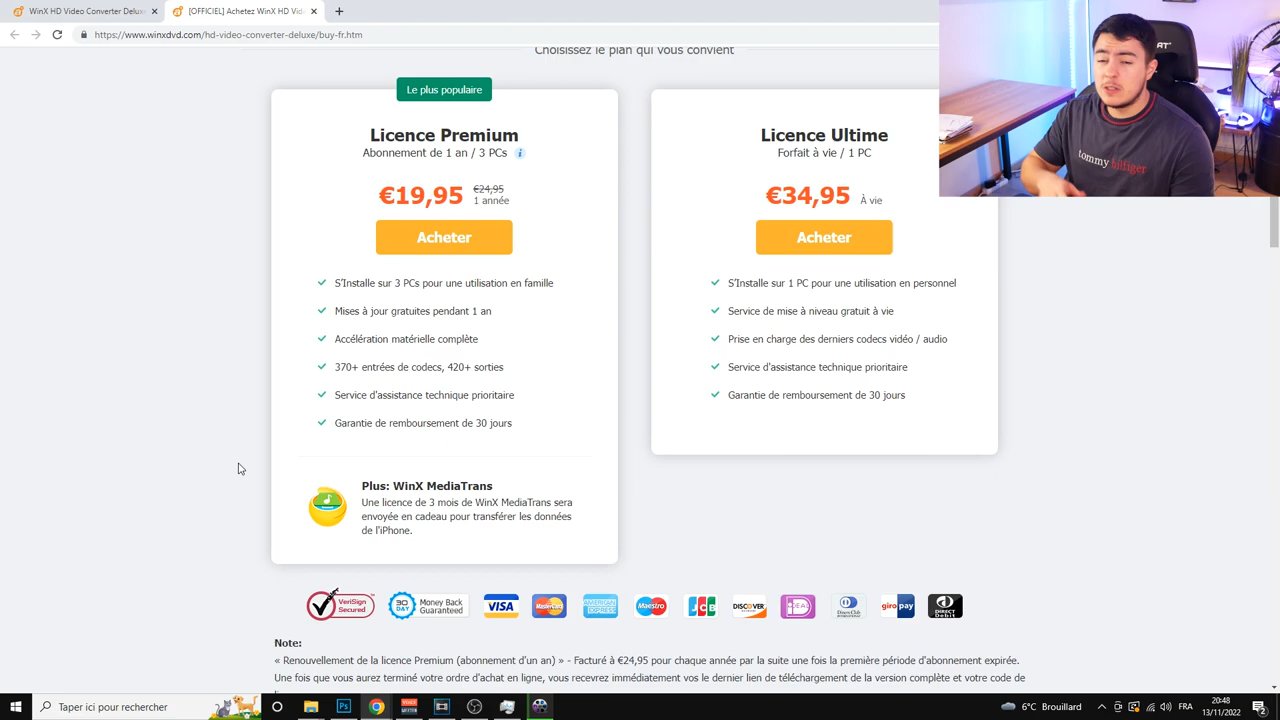 WinX HD Video Converter Delux
[OFFICIEL] Achetez WinX HD Vid
https://www.winxdvd.com/hd-video-converter-deluxe/buy-fr.htm
Choisissez le plan qui vous convient
Le plus populaire
Licence Premium
Abonnement de 1 an / 3 PCs
€19,95
€24,95
1 année
Acheter
S'Installe sur 3 PCs pour une utilisation en famille
Mises à jour gratuites pendant 1 an
Accélération matérielle complète
370+ entrées de codecs, 420+ sorties
Service d'assistance technique prioritaire
Garantie de remboursement de 30 jours
Plus: WinX MediaTrans
Une licence de 3 mois de WinX MediaTrans sera
envoyée en cadeau pour transférer les données
de l'iPhone.
Licence Ultime
Forfait à vie / 1 PC
€34,95 À vie
Acheter
S'Installe sur 1 PC pour une utilisation en personnel
Service de mise à niveau gratuit à vie
Prise en charge des derniers codecs vidéo / audio
Service d'assistance technique prioritaire
Garantie de remboursement de 30 jours
tommy hilfiger
VeriSign
Secured
30
DAY
Money Back
Guaranteed
VISA
MasterCard
AMERICAN
EXPRESS
Maestro
JCB
DISCOVER
iDEAL
Diners Club
giro pay
DIRECT
Debit
Note:
« Renouvellement de la licence Premium (abonnement d'un an) » - Facturé à €24,95 pour chaque année par la suite une fois la première période d'abonnement expirée.
Une fois que vous aurez terminé votre ordre d'achat en ligne, vous recevrez immédiatement vos le dernier lien de téléchargement de la version complète et votre code de
Taper ici pour rechercher
6°C Brouillard
FRA
20:48
13/11/2022